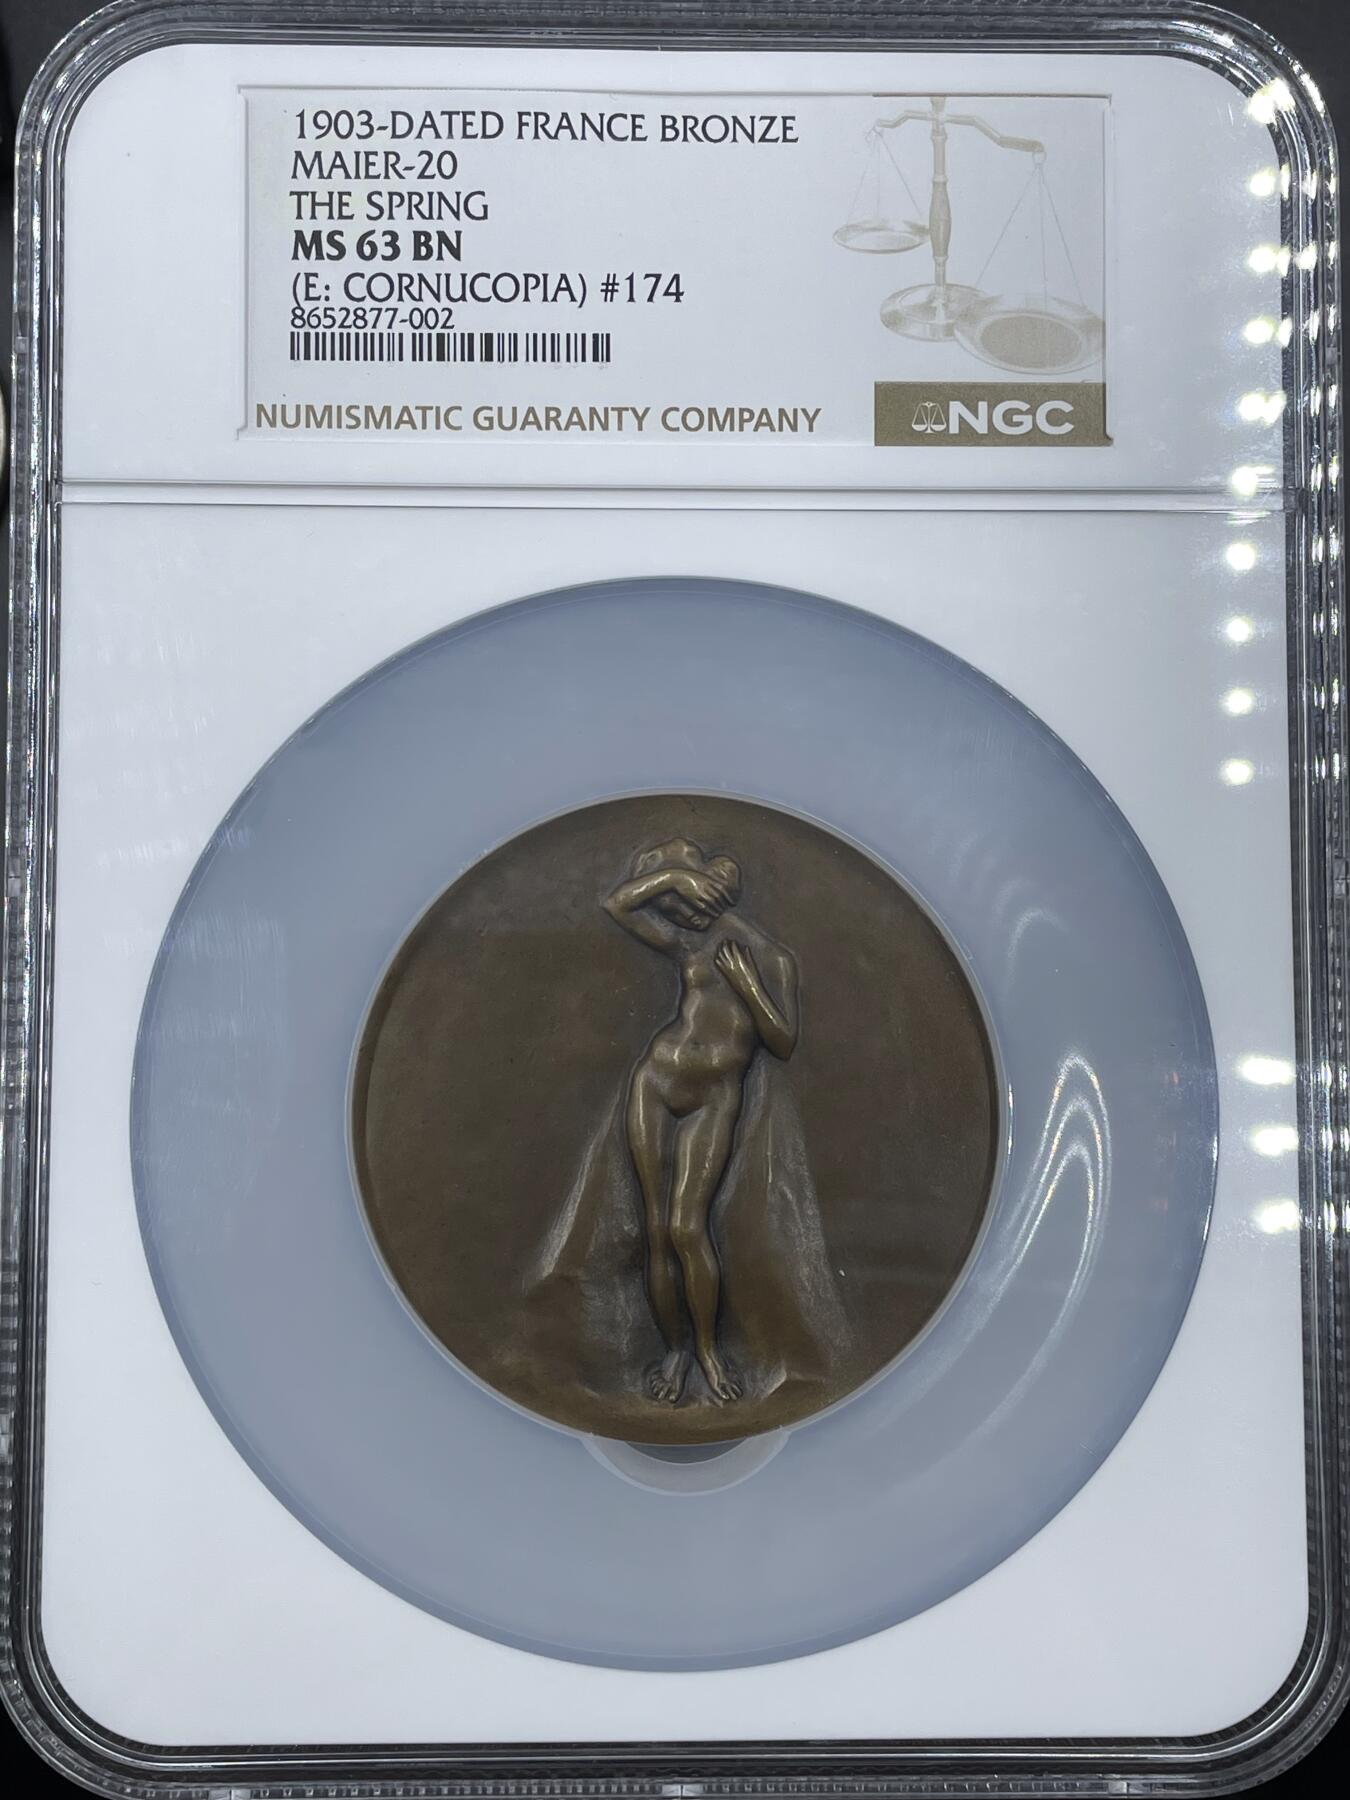 1903-DATED FRANCE BRONZE
MAIER-20
THE SPRING
MS 63 BN
(E: CORNUCOPIA) #174
8652877-002
NUMISMATIC GUARANTY COMPANY
NGC